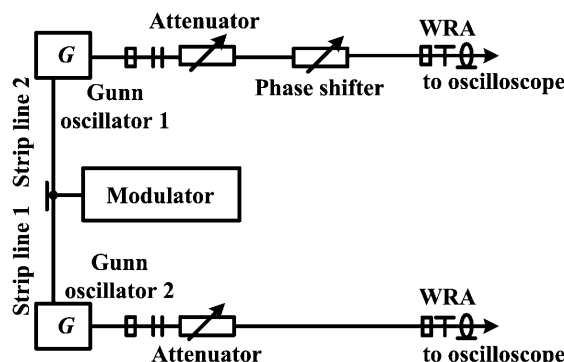 Attenuator
WRA
G
Gunn
oscillator 1
Phase shifter
to oscilloscope
Strip line 2
Modulator
Strip line 1
Gunn
oscillator 2
WRA
G
Attenuator
to oscilloscope